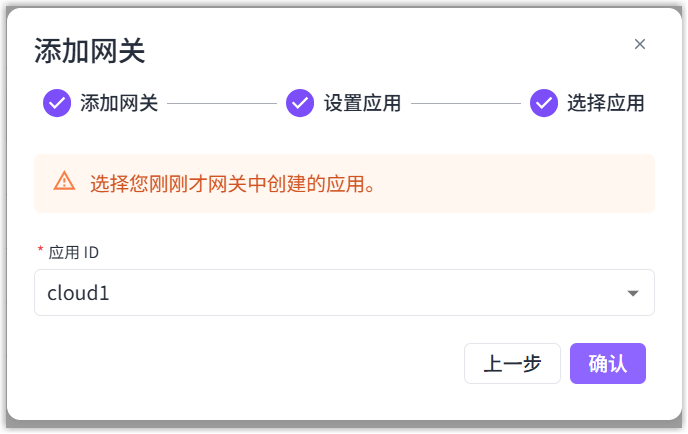 添加网关
添加网关 设置应用 选择应用
选择您刚刚才网关中创建的应用。
* 应用 ID
cloud1
上一步 确认